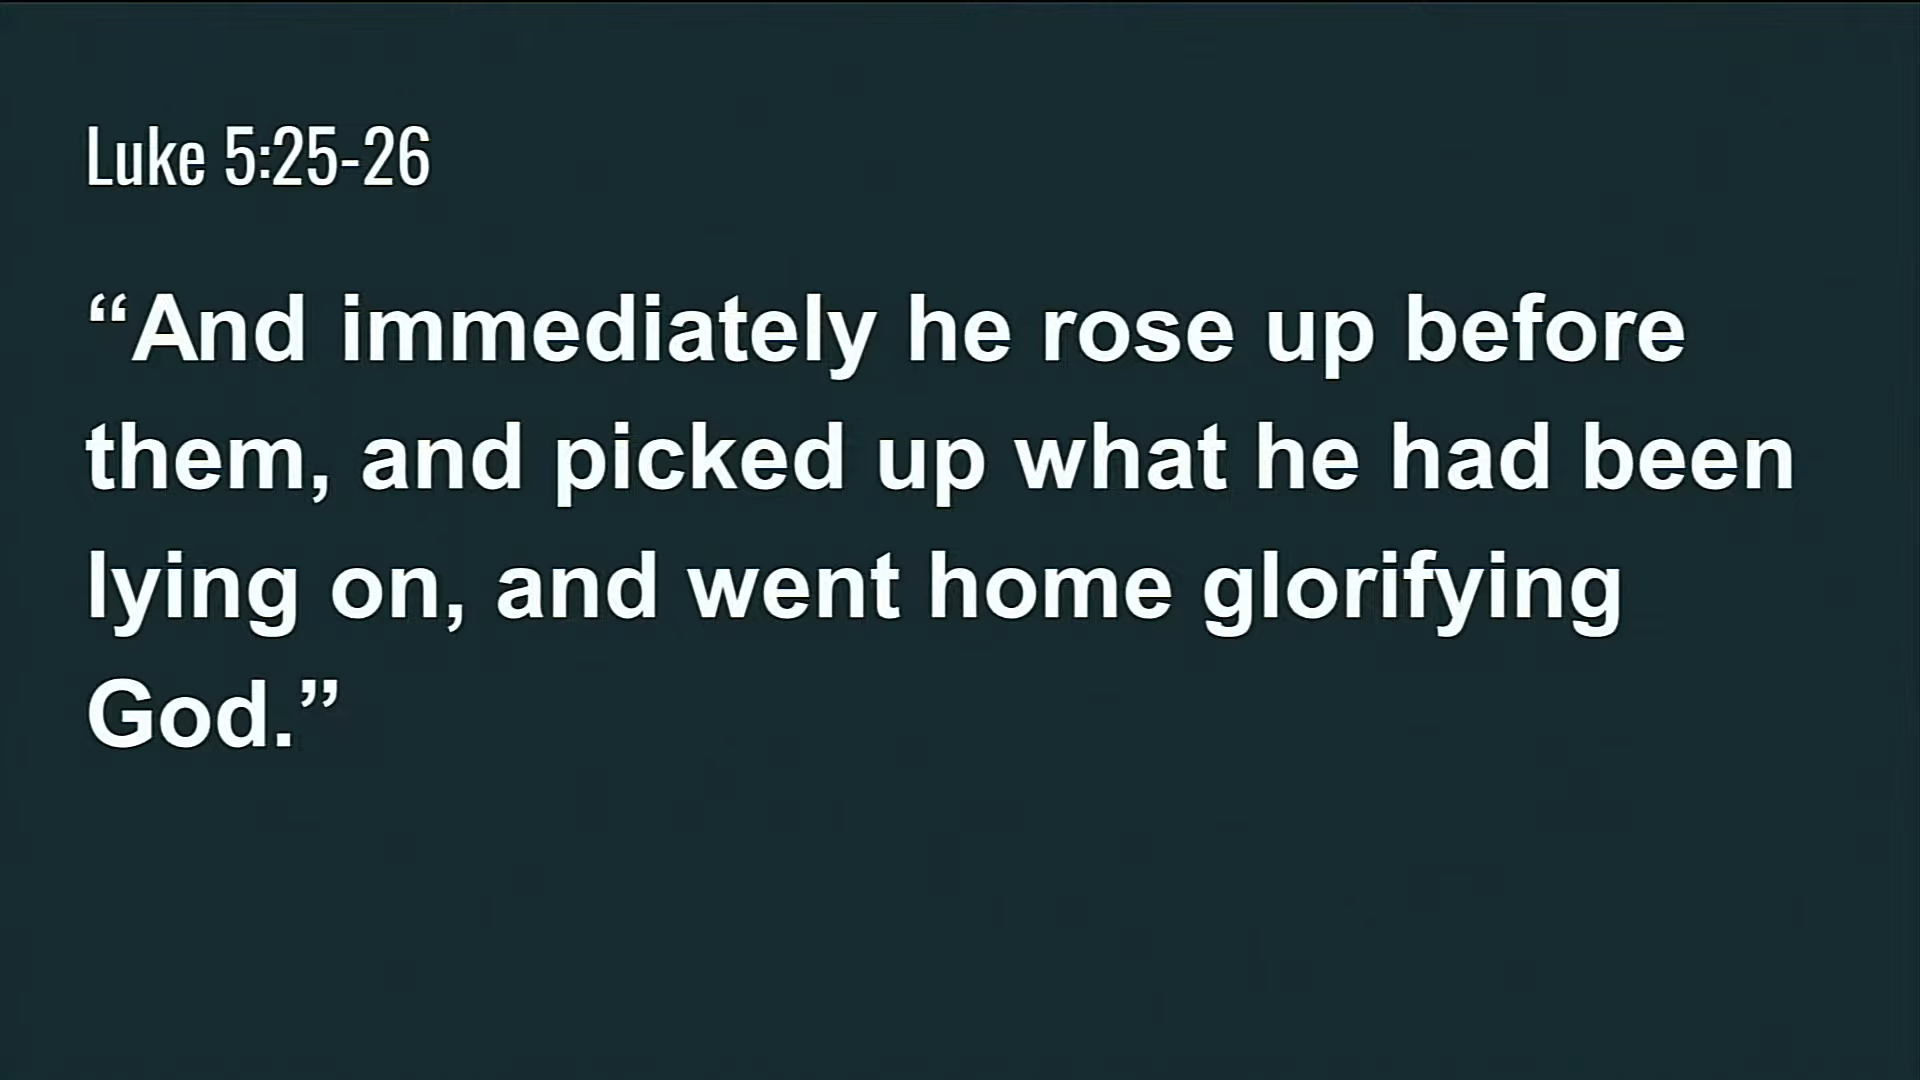 Luke 5:25-26
“And immediately he rose up before
them, and picked up what he had been
lying on, and went home glorifying
God.”